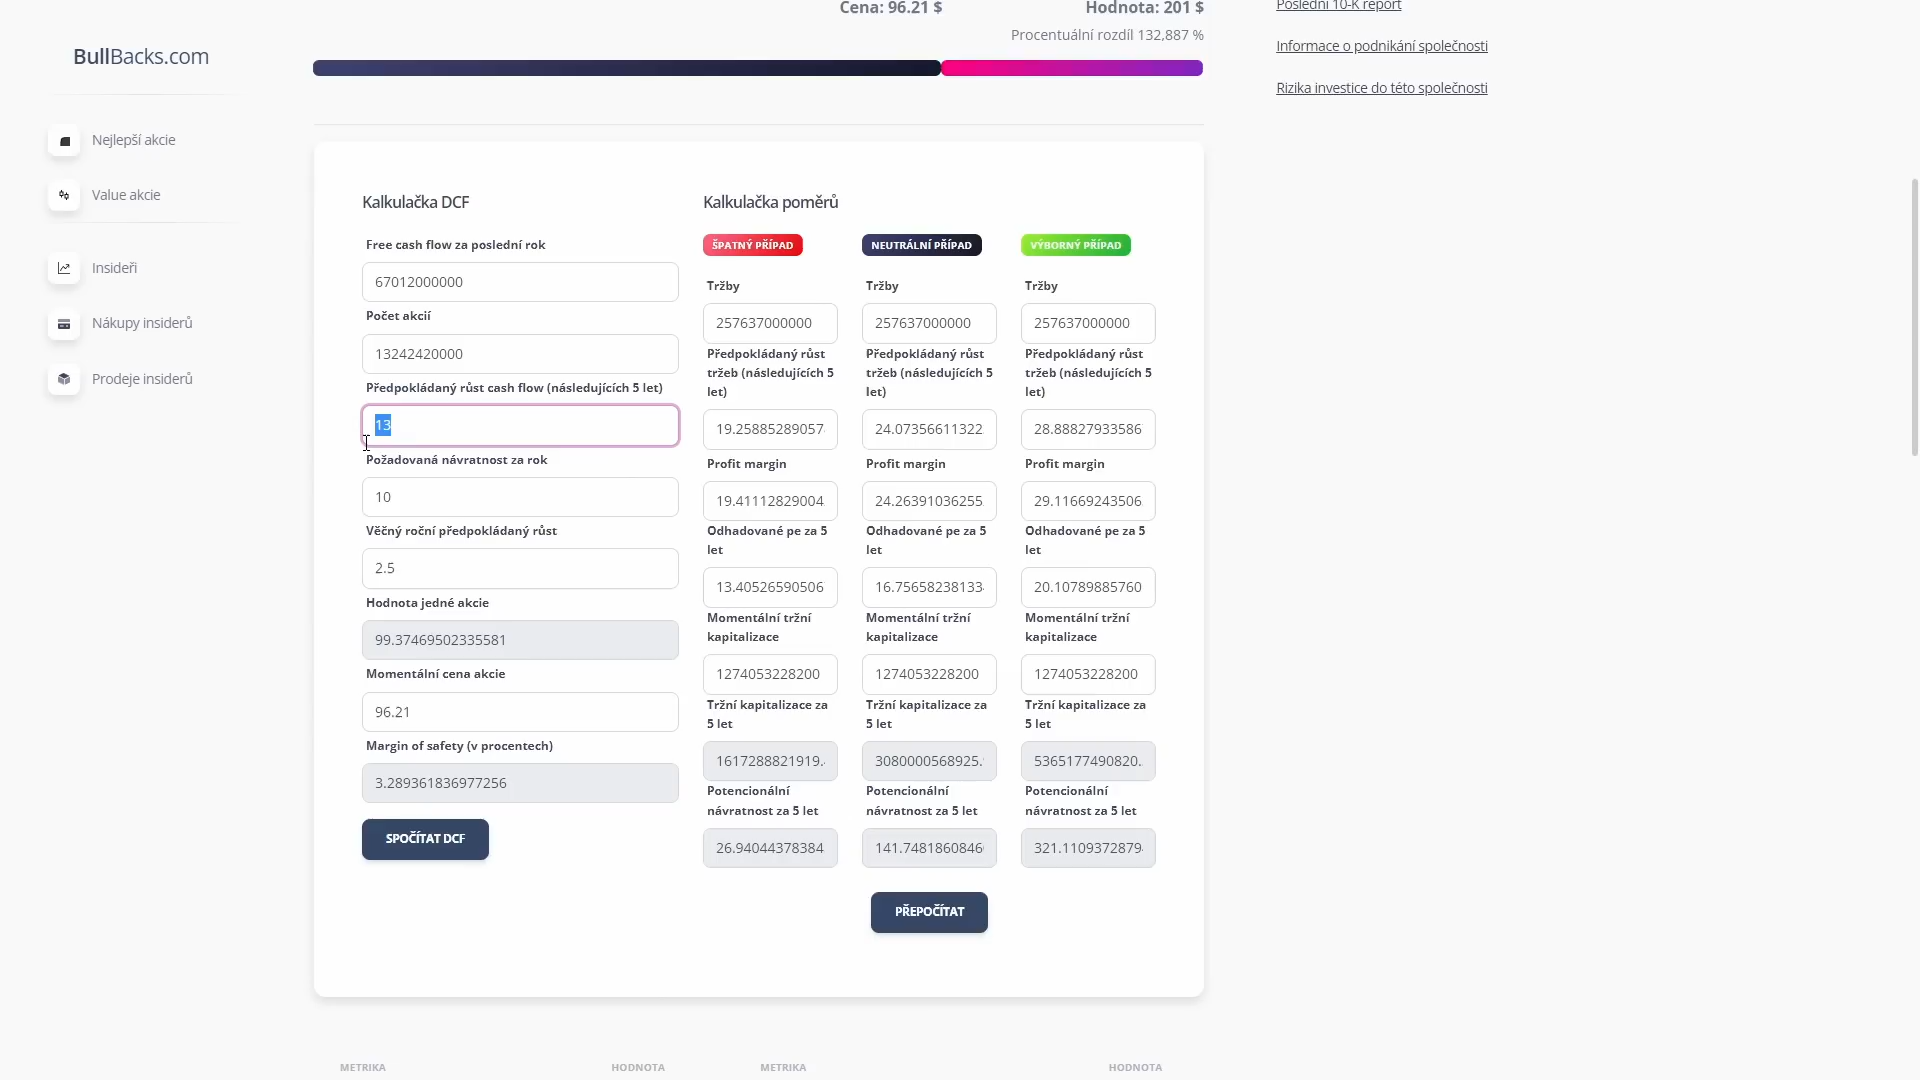 Cena: 96.21 $
Hodnota: 201 $
Poslední 10-K report
Procentuální rozdíl 132,887 %
BullBacks.com
Informace o podnikání společnosti
Rizika investice do této společnosti
Nejlepší akcie
Value akcie
Insideři
Nákupy insiderů
Prodeje insiderů
Kalkulačka DCF
Free cash flow za poslední rok
67012000000
Počet akcií
13242420000
Předpokládaný růst cash flow (následujících 5 let)
13
Požadovaná návratnost za rok
10
Věčný roční předpokládaný růst
2.5
Hodnota jedné akcie
99.37469502335581
Momentální cena akcie
96.21
Margin of safety (v procentech)
3.289361836977256
SPOČÍTAT DCF
Kalkulačka poměrů
ŠPATNÝ PŘÍPAD
Tržby
257637000000
Předpokládaný růst
tržeb (následujících 5
let)
19.25885289057
Profit margin
19.41112829004
Odhadované pe za 5
let
13.40526590506
Momentální tržní
kapitalizace
1274053228200
Tržní kapitalizace za
5 let
1617288821919.
Potencionální
návratnost za 5 let
26.94044378384
NEUTRÁLNÍ PŘÍPAD
Tržby
257637000000
Předpokládaný růst
tržeb (následujících 5
let)
24.07356611322
Profit margin
24.26391036255
Odhadované pe za 5
let
16.75658238133
Momentální tržní
kapitalizace
1274053228200
Tržní kapitalizace za
5 let
3080000568925.
Potencionální
návratnost za 5 let
141.7481860846
VÝBORNÝ PŘÍPAD
Tržby
257637000000
Předpokládaný růst
tržeb (následujících 5
let)
28.88827933586
Profit margin
29.11669243506
Odhadované pe za 5
let
20.10789885760
Momentální tržní
kapitalizace
1274053228200
Tržní kapitalizace za
5 let
5365177490820.
Potencionální
návratnost za 5 let
321.1109372879
PŘEPOČÍTAT
METRIKA HODNOTA METRIKA HODNOTA